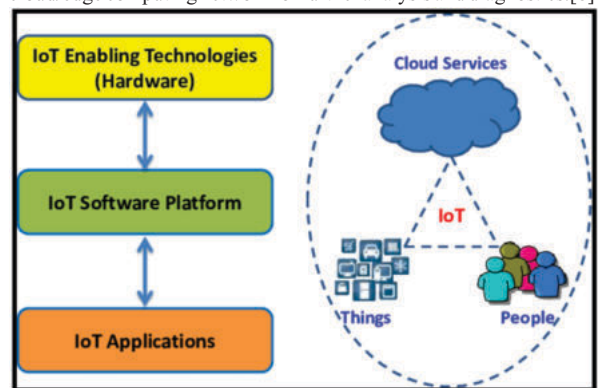 IoT Enabling Technologies
(Hardware)
IoT Software Platform
IoT Applications
Cloud Services
IoT
Things
People